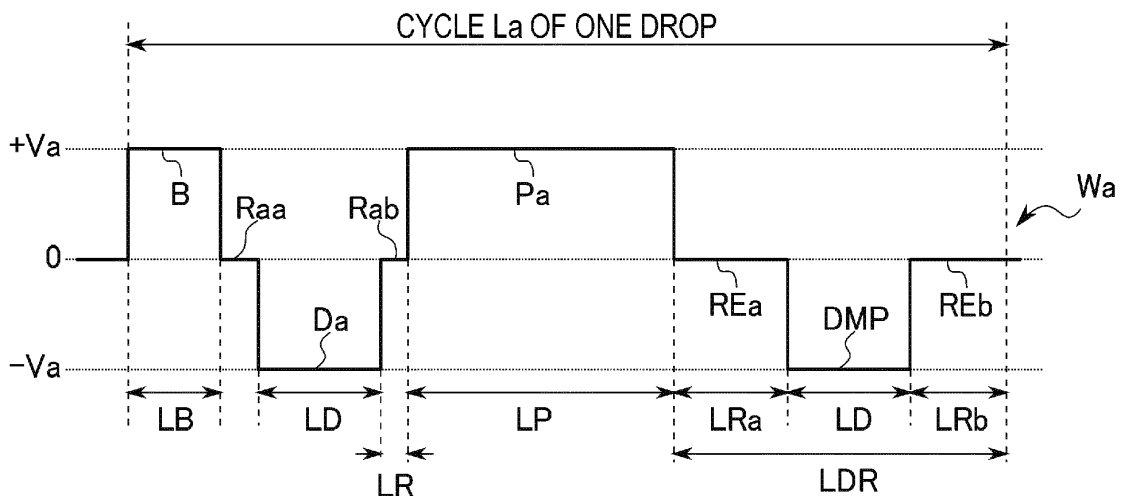 CYCLE La OF ONE DROP
+Va
B
Pa
Wa
Raa
Rab
0
REa
REb
Da
DMP
−Va
LB
LD
LP
LRa
LD
LRb
LR
LDR